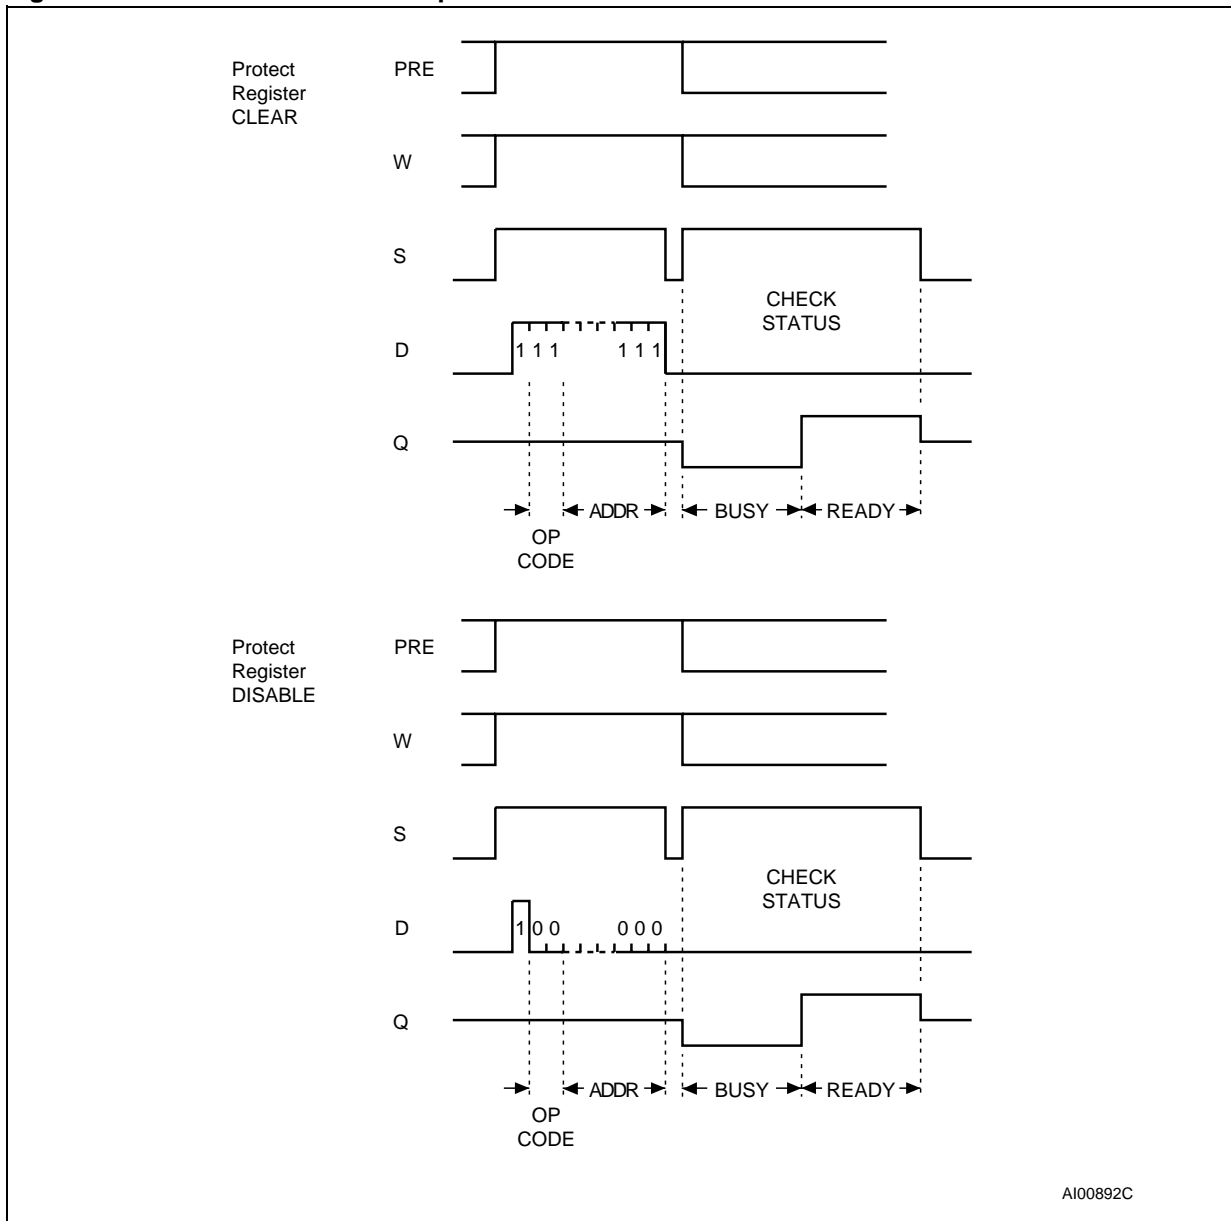 Protect
Register
CLEAR
PRE
W
S
CHECK
STATUS
D
1 1 1 1 1 1
Q
ADDR BUSY READY
OP
CODE
Protect
Register
DISABLE
PRE
W
S
CHECK
STATUS
D
1 0 0 0 0 0
Q
ADDR BUSY READY
OP
CODE
AI00892C